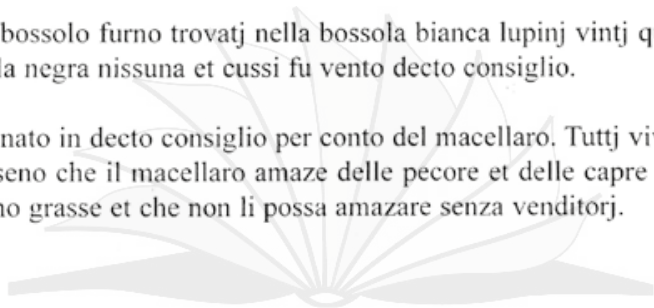 bossolo furno trovatj nella bossola bianca lupinj vintj q
la negra nissuna et cussi fu vento decto consiglio.
nato in decto consiglio per conto del macellaro. Tuttj vi
seno che il macellaro amaze delle pecore et delle capre
no grasse et che non li possa amazare senza venditorj.